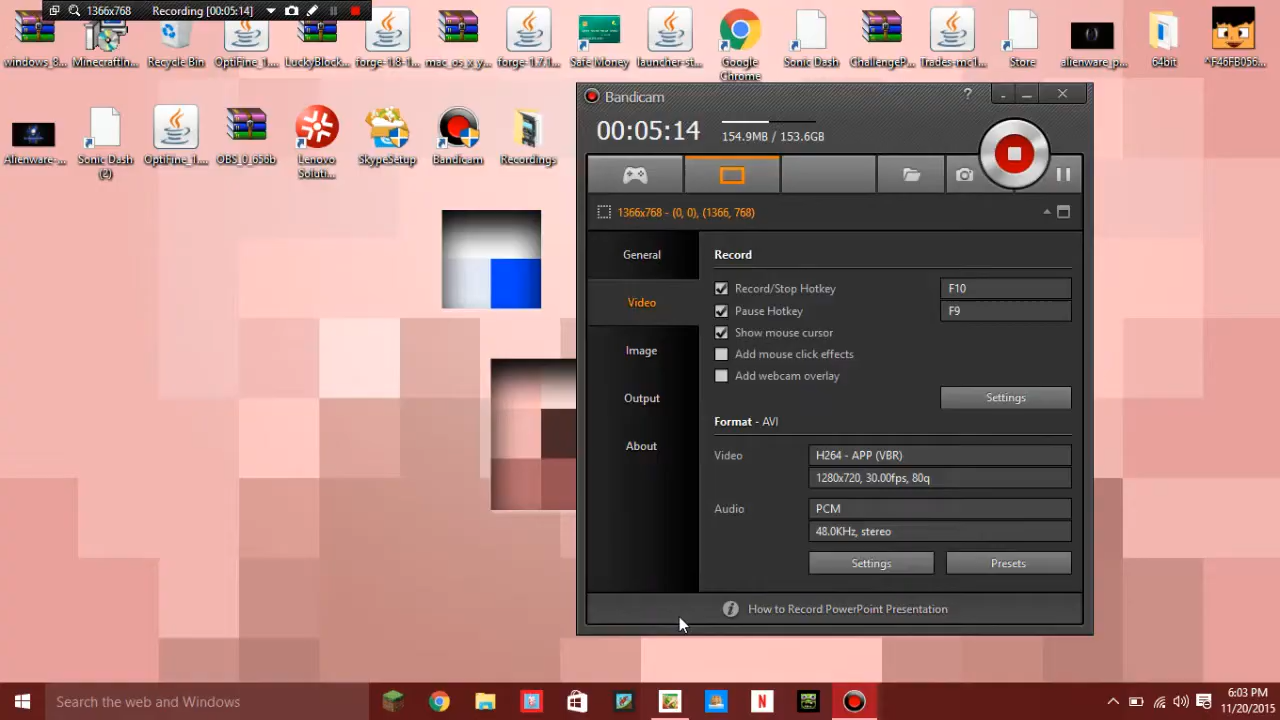 1366x768 Recording [00:05:14]
windows_8... Minecraftin... Recycle Bin OptiFine_1.... LuckyBlock... forge-1.8-1... mac_os_x_y... forge-1.7.1... Safe Money launcher-st... Google Chrome Sonic Dash ChallengeP... Trades-mc1... Store alienware_p... 64bit ^F46FB056...
Alienware-... Sonic Dash (2) OptiFine_1.... OBS_0_656b Lenovo Soluti... SkypeSetup Bandicam Recordings
Bandicam ?
00:05:14 154.9MB / 153.6GB
1366x768 - (0, 0), (1366, 768)
General
Video
Image
Output
About
Record
Record/Stop Hotkey F10
Pause Hotkey F9
Show mouse cursor
Add mouse click effects
Add webcam overlay
Settings
Format - AVI
Video H264 - APP (VBR)
1280x720, 30.00fps, 80q
Audio PCM
48.0KHz, stereo
Settings Presets
How to Record PowerPoint Presentation
Search the web and Windows
N
6:03 PM
11/20/2015